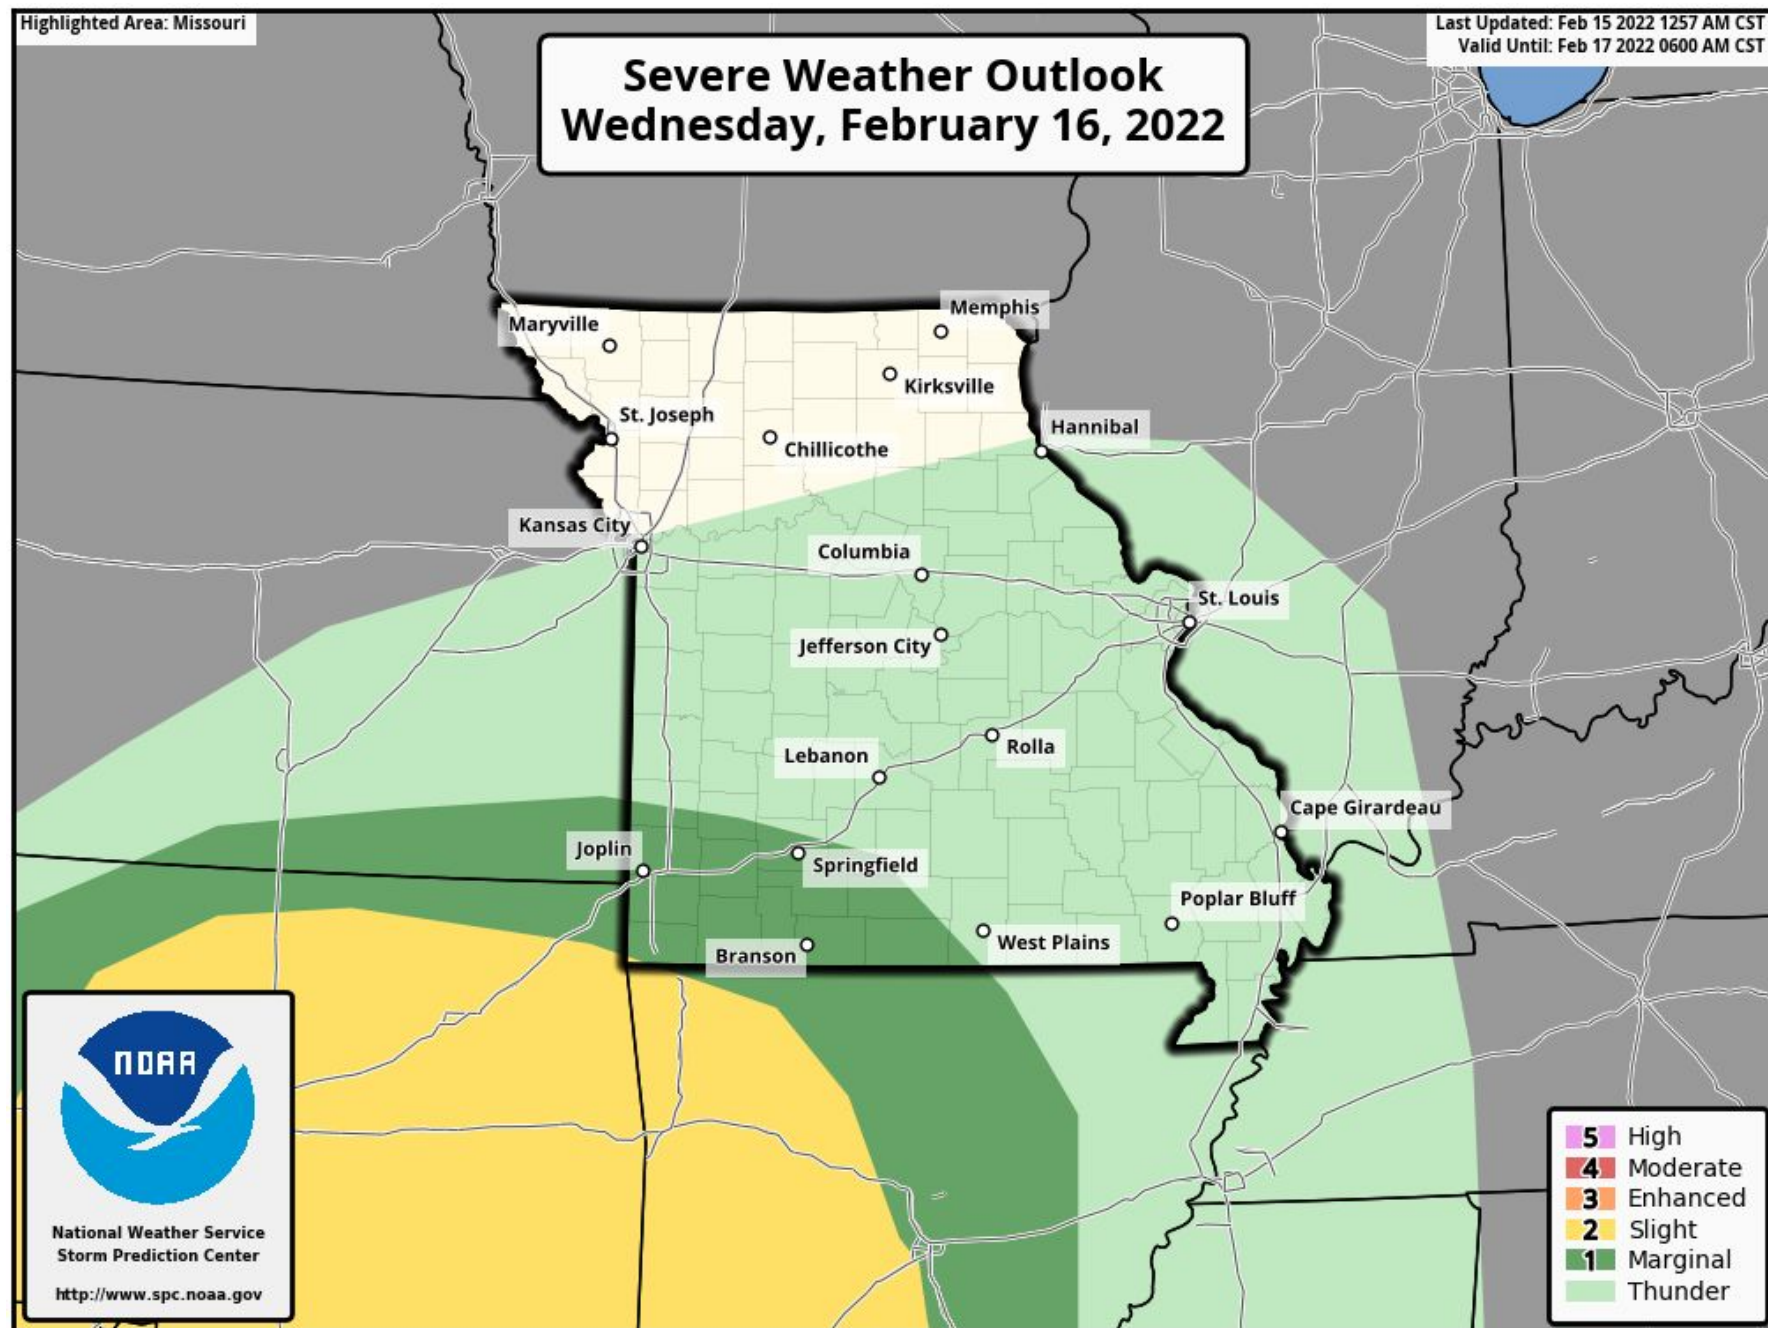 Highlighted Area: Missouri
Last Updated: Feb 15 2022 1257 AM CST
Valid Until: Feb 17 2022 0600 AM CST
Severe Weather Outlook
Wednesday, February 16, 2022
Memphis
Maryville
Kirksville
St. Joseph
Hannibal
Chillicothe
Kansas City
Columbia
St. Louis
Jefferson City
Rolla
Lebanon
Cape Girardeau
Joplin
Springfield
Poplar Bluff
West Plains
Branson
NOAA
National Weather Service
Storm Prediction Center
http://www.spc.noaa.gov
5 High
4 Moderate
3 Enhanced
2 Slight
1 Marginal
Thunder